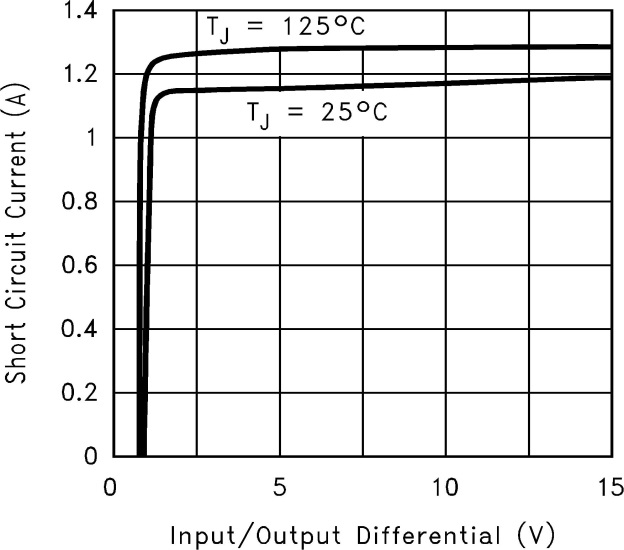 1.4
T_J = 125°C
1.2
T_J = 25°C
1
0.8
0.6
0.4
0.2
0
0 5 10 15
Short Circuit Current (A)
Input/Output Differential (V)